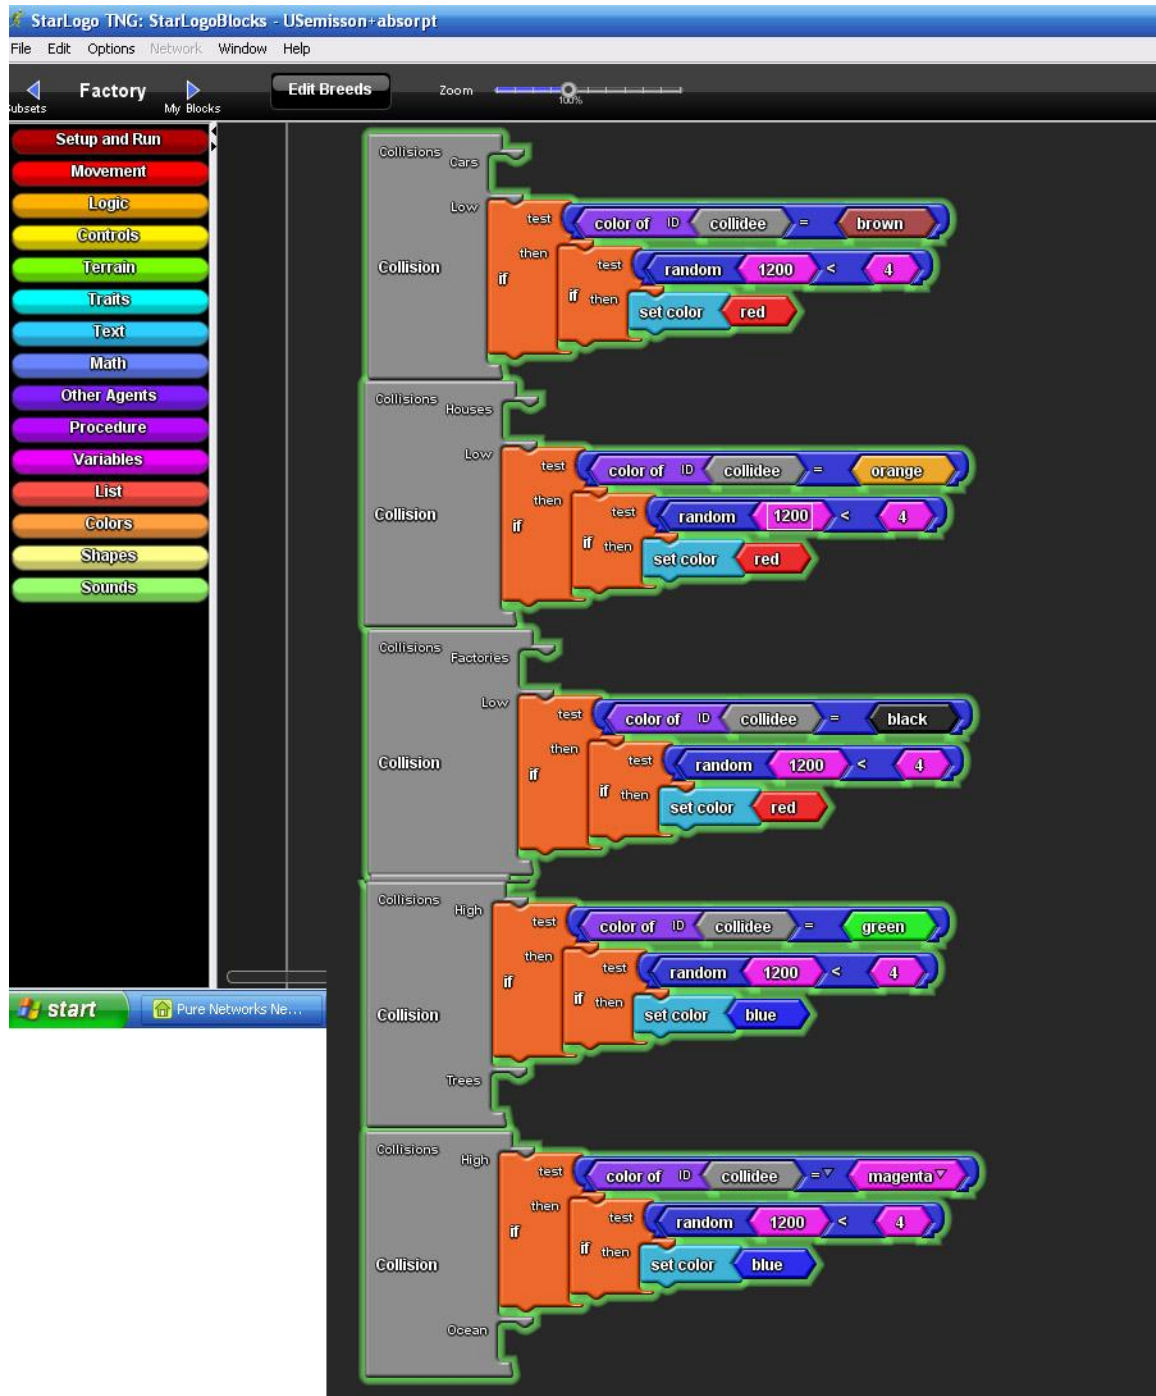 StarLogo TNG: StarLogoBlocks - USemisson+absorpt
File Edit Options Network Window Help
Factory
My Blocks
Edit Breeds
Zoom
100%
Setup and Run
Movement
Logic
Controls
Terrain
Traits
Text
Math
Other Agents
Procedure
Variables
List
Colors
Shapes
Sounds
Collisions Cars
Low
test color of ID collidee = brown
then test random 1200 < 4
Collision if if then set color red
Collisions Houses
Low
test color of ID collidee = orange
then test random 1200 < 4
Collision if if then set color red
Collisions Factories
Low
test color of ID collidee = black
then test random 1200 < 4
Collision if if then set color red
Collisions High
test color of ID collidee = green
then test random 1200 < 4
if if then set color blue
Collision
Trees
Collisions High
test color of ID collidee = magenta
then test random 1200 < 4
if if then set color blue
Collision
Ocean
start Pure Networks Ne...